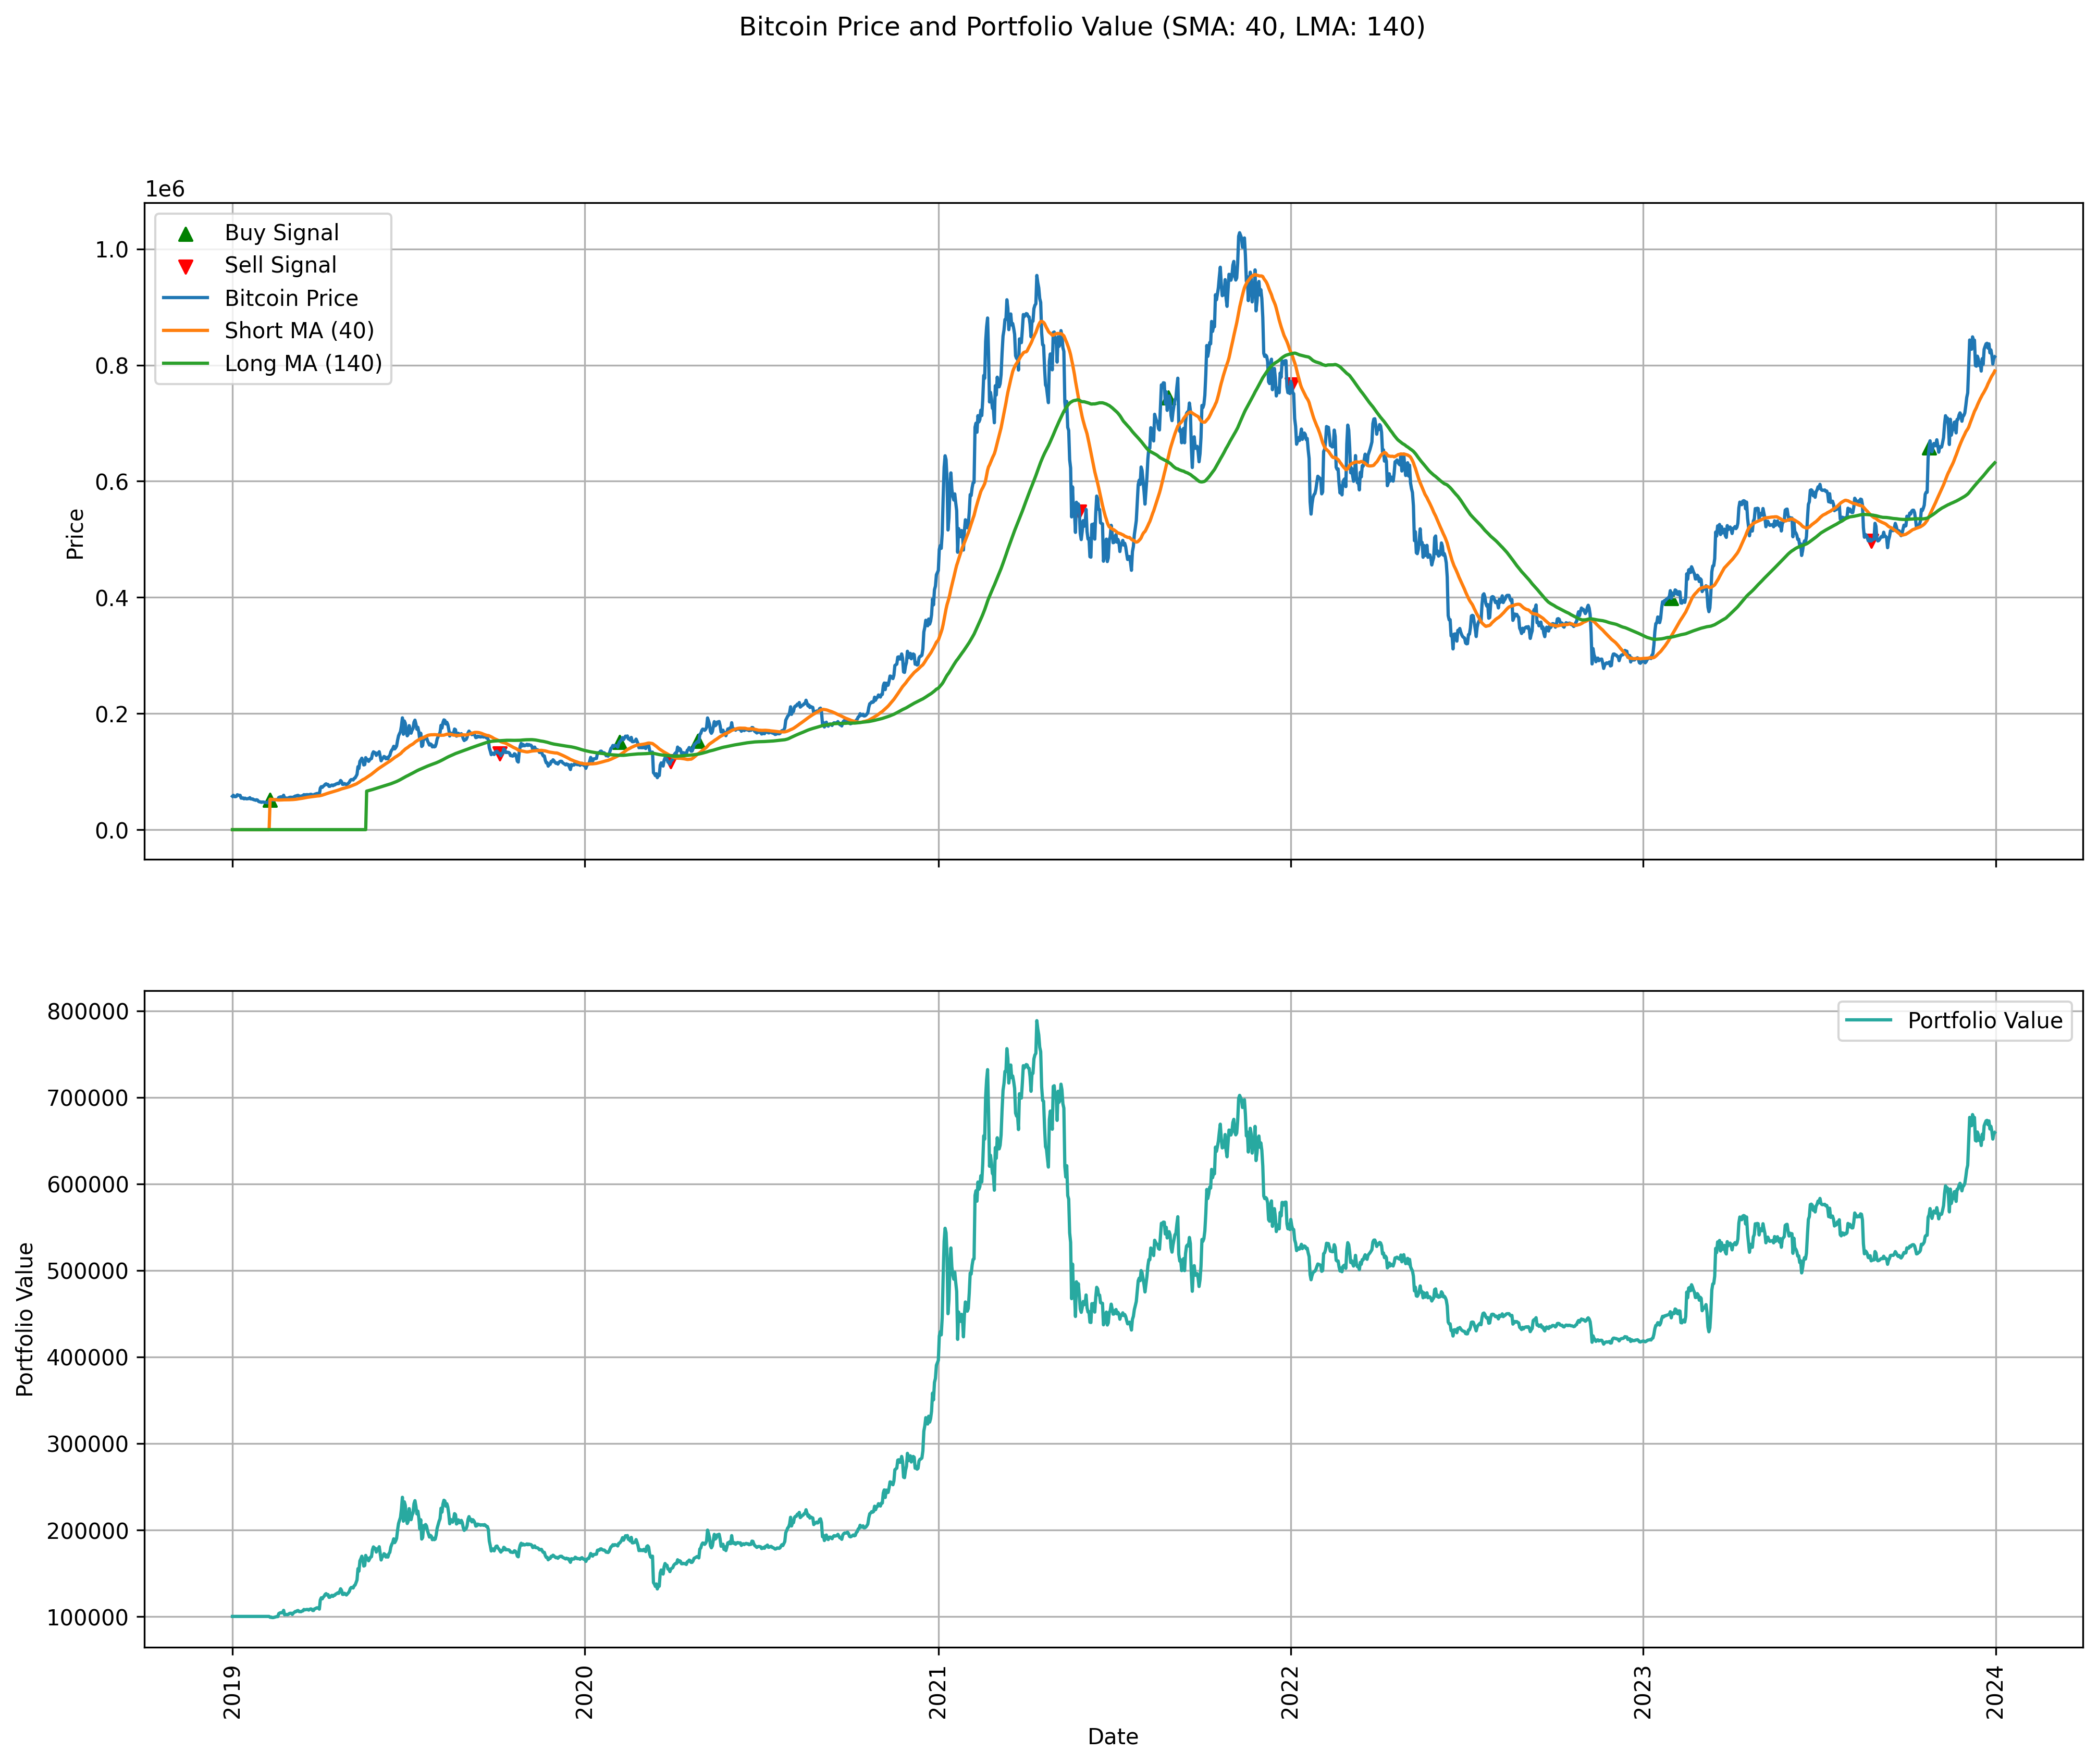 Bitcoin Price and Portfolio Value (SMA: 40, LMA: 140)
1e6
Buy Signal
Sell Signal
Bitcoin Price
Short MA (40)
Long MA (140)
1.0
0.8
0.6
0.4
0.2
0.0
Price
Portfolio Value
800000
700000
600000
500000
400000
300000
200000
100000
Portfolio Value
2019
2020
2021
2022
2023
2024
Date